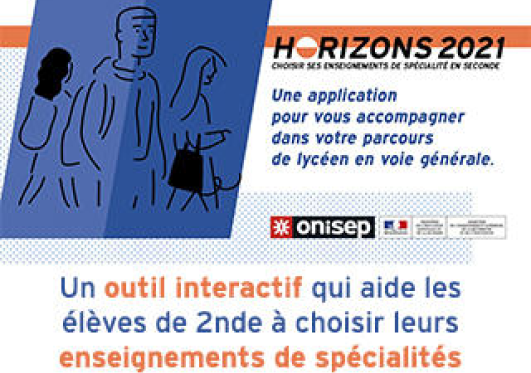 HORIZONS 2021
CHOISIR SES ENSEIGNEMENTS DE SPÉCIALITÉ EN SECONDE
Une application
pour vous accompagner
dans votre parcours
de lycéen en voie générale.
onisep
Un outil interactif qui aide les
élèves de 2nde à choisir leurs
enseignements de spécialités